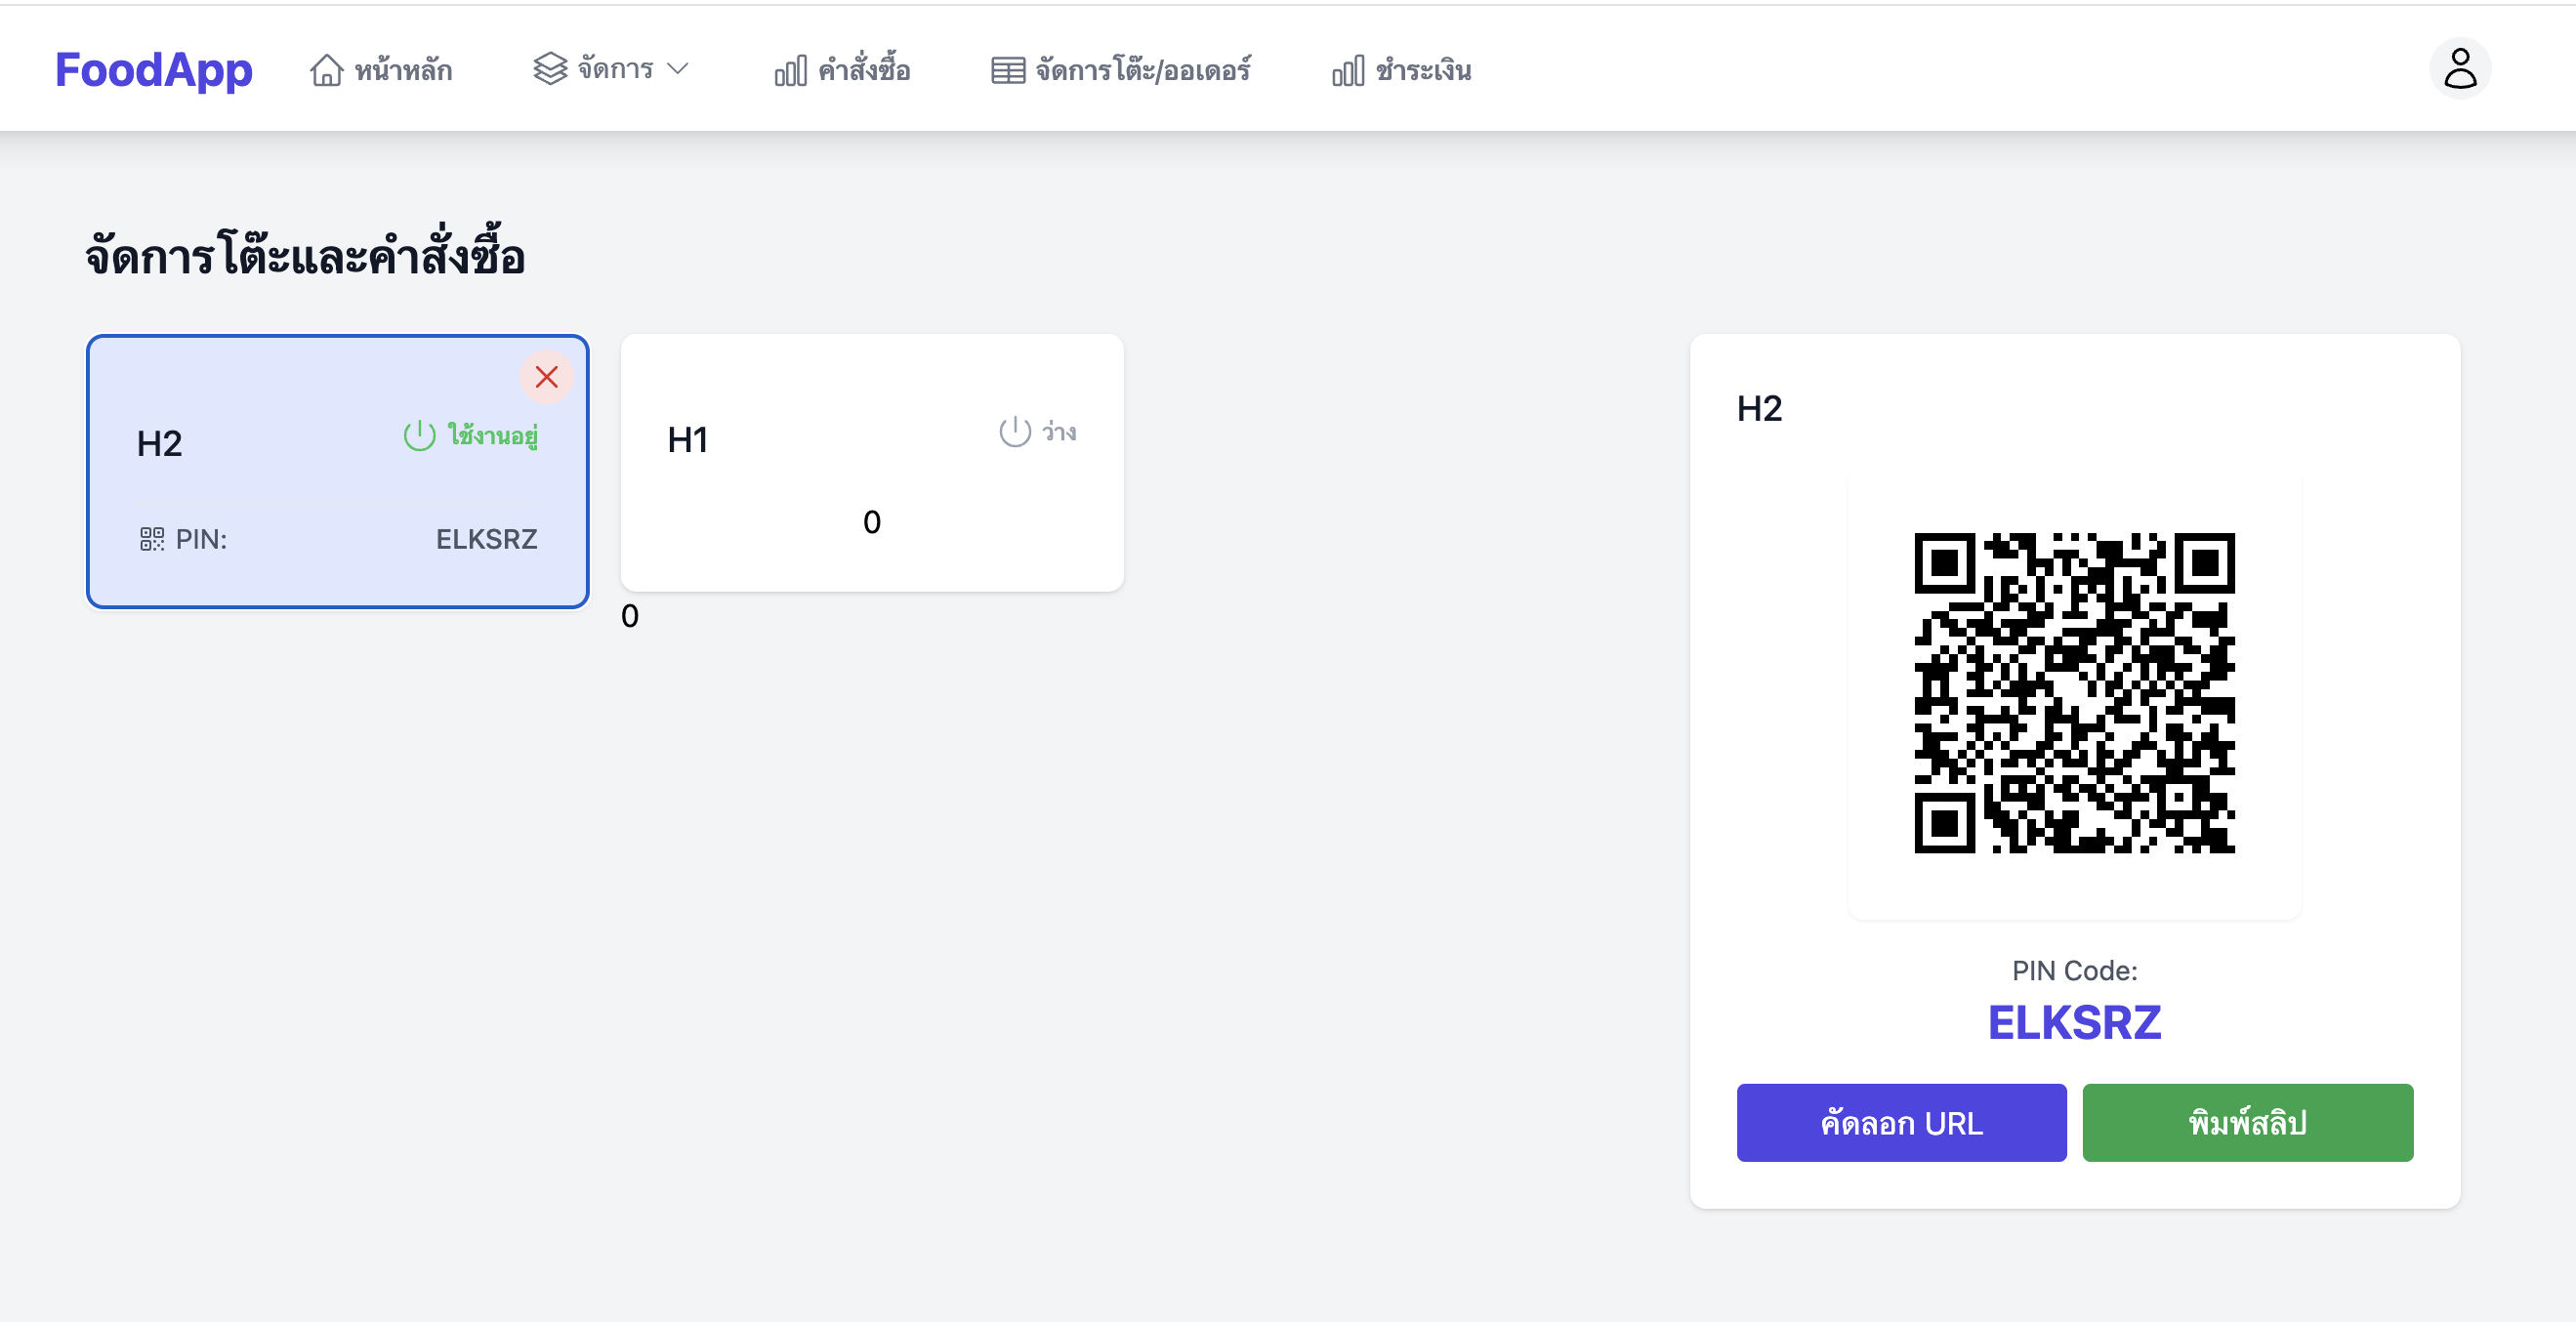 FoodApp
หน้าหลัก
จัดการ
คำสั่งซื้อ
จัดการโต๊ะ/ออเดอร์
ชำระเงิน
จัดการโต๊ะและคำสั่งซื้อ
H2
ใช้งานอยู่
PIN:
ELKSRZ
H1
ว่าง
0
0
H2
PIN Code:
ELKSRZ
คัดลอก URL
พิมพ์สลิป